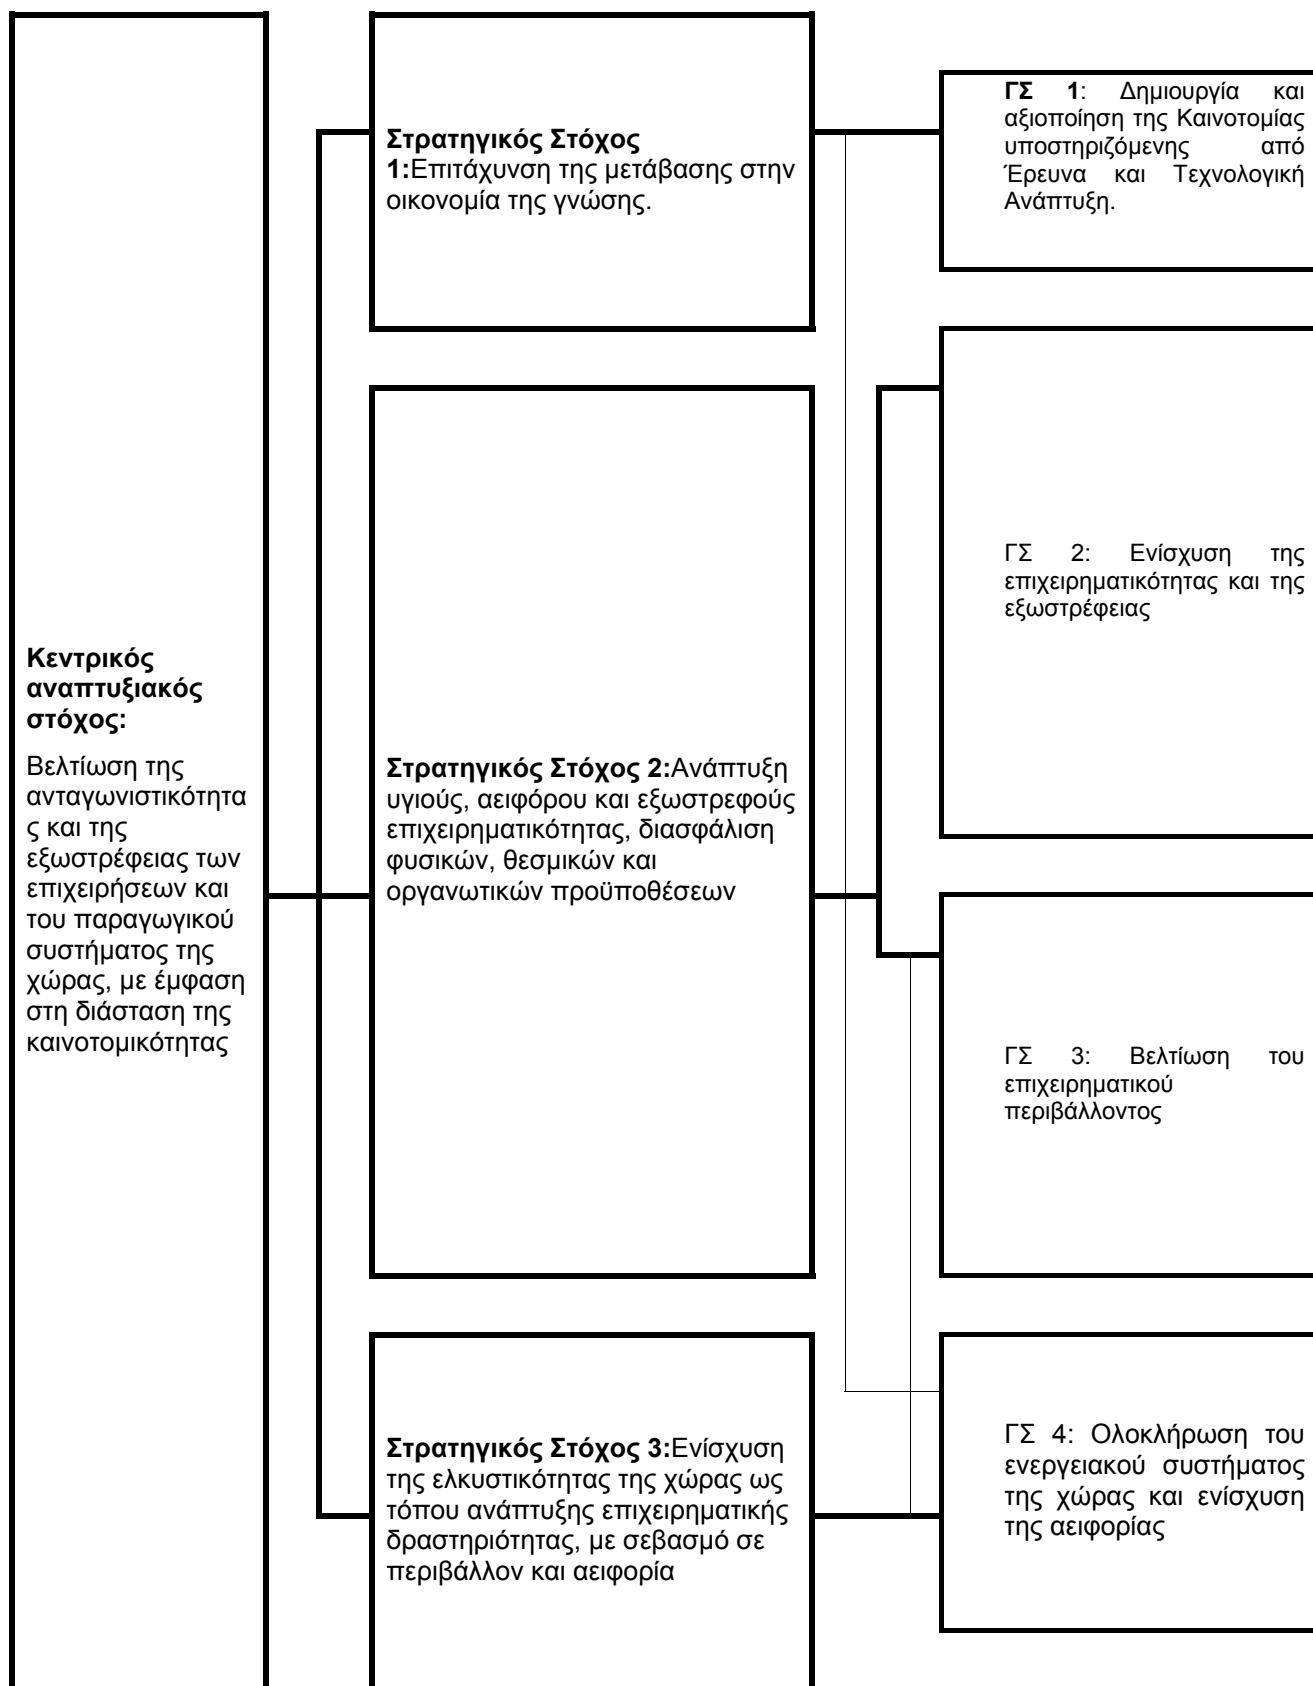 Κεντρικός
αναπτυξιακός
στόχος:
Βελτίωση της
ανταγωνιστικότητα
ς και της
εξωστρέφειας των
επιχειρήσεων και
του παραγωγικού
συστήματος της
χώρας, με έμφαση
στη διάσταση της
καινοτομικότητας
Στρατηγικός Στόχος
1:Επιτάχυνση της μετάβασης στην
οικονομία της γνώσης.
Στρατηγικός Στόχος 2:Ανάπτυξη
υγιούς, αειφόρου και εξωστρεφούς
επιχειρηματικότητας, διασφάλιση
φυσικών, θεσμικών και
οργανωτικών προϋποθέσεων
Στρατηγικός Στόχος 3:Ενίσχυση
της ελκυστικότητας της χώρας ως
τόπου ανάπτυξης επιχειρηματικής
δραστηριότητας, με σεβασμό σε
περιβάλλον και αειφορία
ΓΣ 1: Δημιουργία και
αξιοποίηση της Καινοτομίας
υποστηριζόμενης από
Έρευνα και Τεχνολογική
Ανάπτυξη.
ΓΣ 2: Ενίσχυση της
επιχειρηματικότητας και της
εξωστρέφειας
ΓΣ 3: Βελτίωση του
επιχειρηματικού
περιβάλλοντος
ΓΣ 4: Ολοκλήρωση του
ενεργειακού συστήματος
της χώρας και ενίσχυση
της αειφορίας